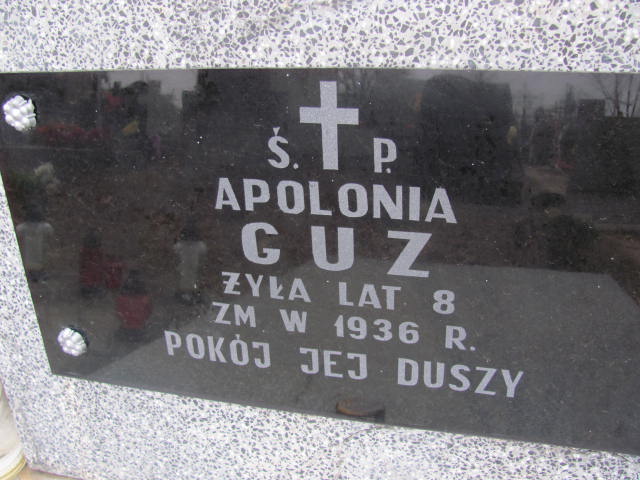 Ś. P.
APOLONIA
GUZ
ŻYŁA LAT 8
ZM W 1936 R.
POKÓJ JEJ DUSZY